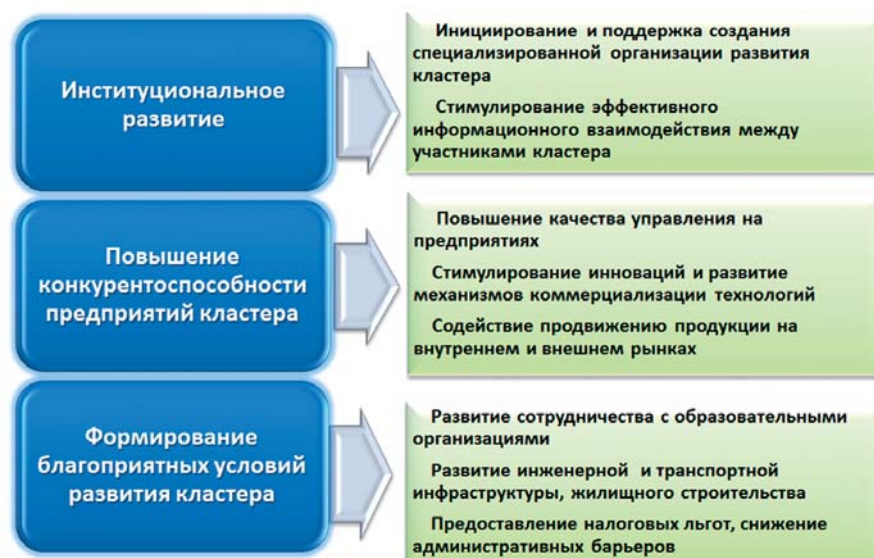 Институциональное
развитие
Инициирование и поддержка создания
специализированной организации развития
кластера
Стимулирование эффективного
информационного взаимодействия между
участниками кластера
Повышение
конкурентоспособности
предприятий кластера
Повышение качества управления на
предприятиях
Стимулирование инноваций и развитие
механизмов коммерциализации технологий
Содействие продвижению продукции на
внутреннем и внешнем рынках
Формирование
благоприятных условий
развития кластера
Развитие сотрудничества с образовательными
организациями
Развитие инженерной и транспортной
инфраструктуры, жилищного строительства
Предоставление налоговых льгот, снижение
административных барьеров